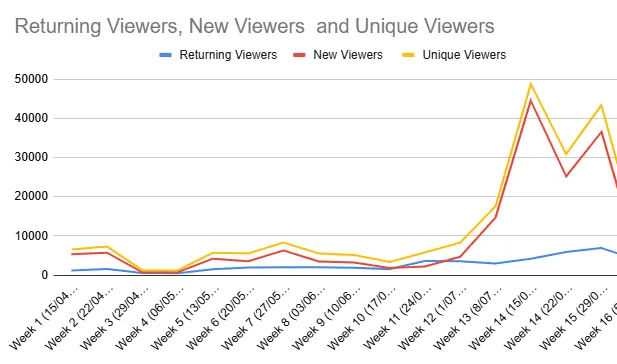 Returning Viewers, New Viewers and Unique Viewers
Returning Viewers
New Viewers
Unique Viewers
50000
40000
30000
20000
10000
0
Week 1 (15/04…
Week 2 (22/04…
Week 3 (29/04…
Week 4 (06/05…
Week 5 (13/05…
Week 6 (20/05…
Week 7 (27/05…
Week 8 (03/06…
Week 9 (10/06…
Week 10 (17/0…
Week 11 (24/0…
Week 12 (1/07…
Week 13 (8/07…
Week 14 (15/0…
Week 14 (22/0…
Week 15 (29/0…
Week 16 (5